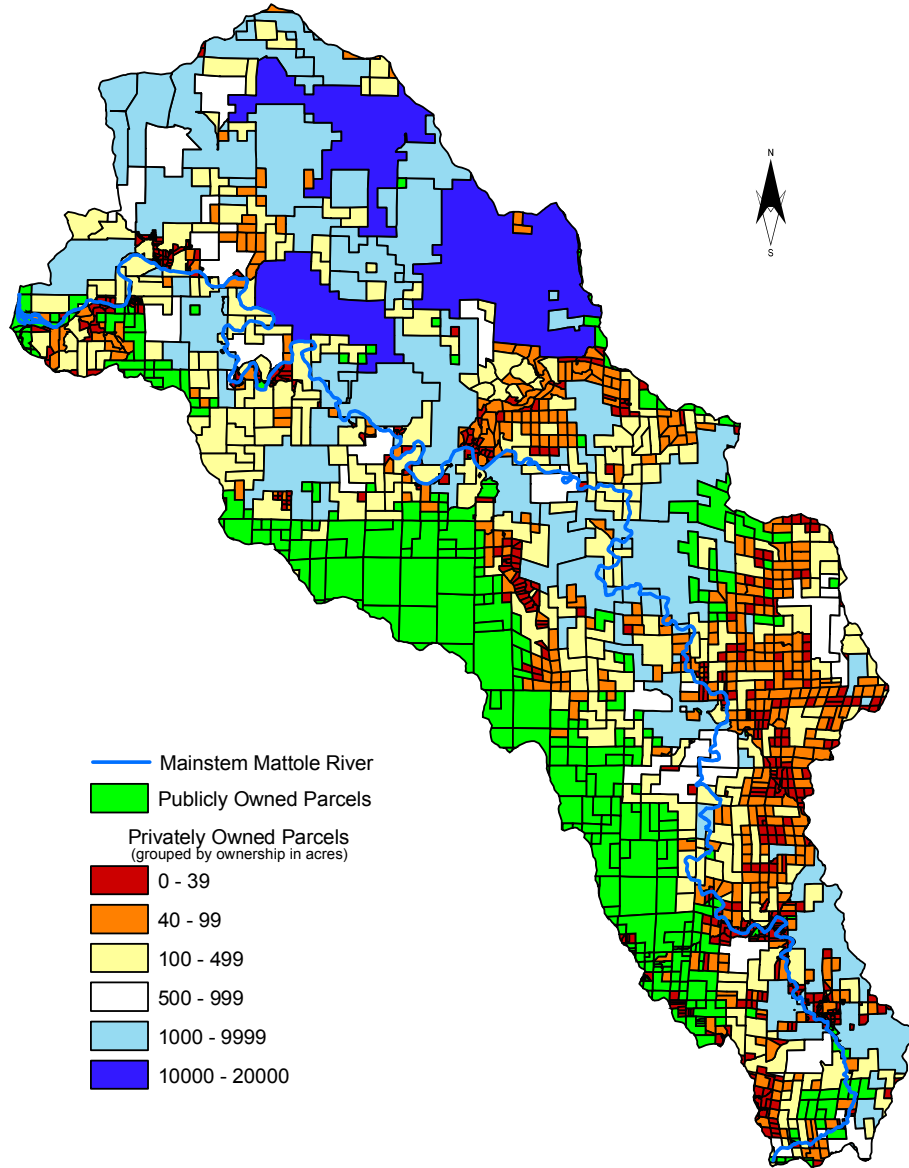 N
S
Mainstem Mattole River
Publicly Owned Parcels
Privately Owned Parcels
(grouped by ownership in acres)
0 - 39
40 - 99
100 - 499
500 - 999
1000 - 9999
10000 - 20000